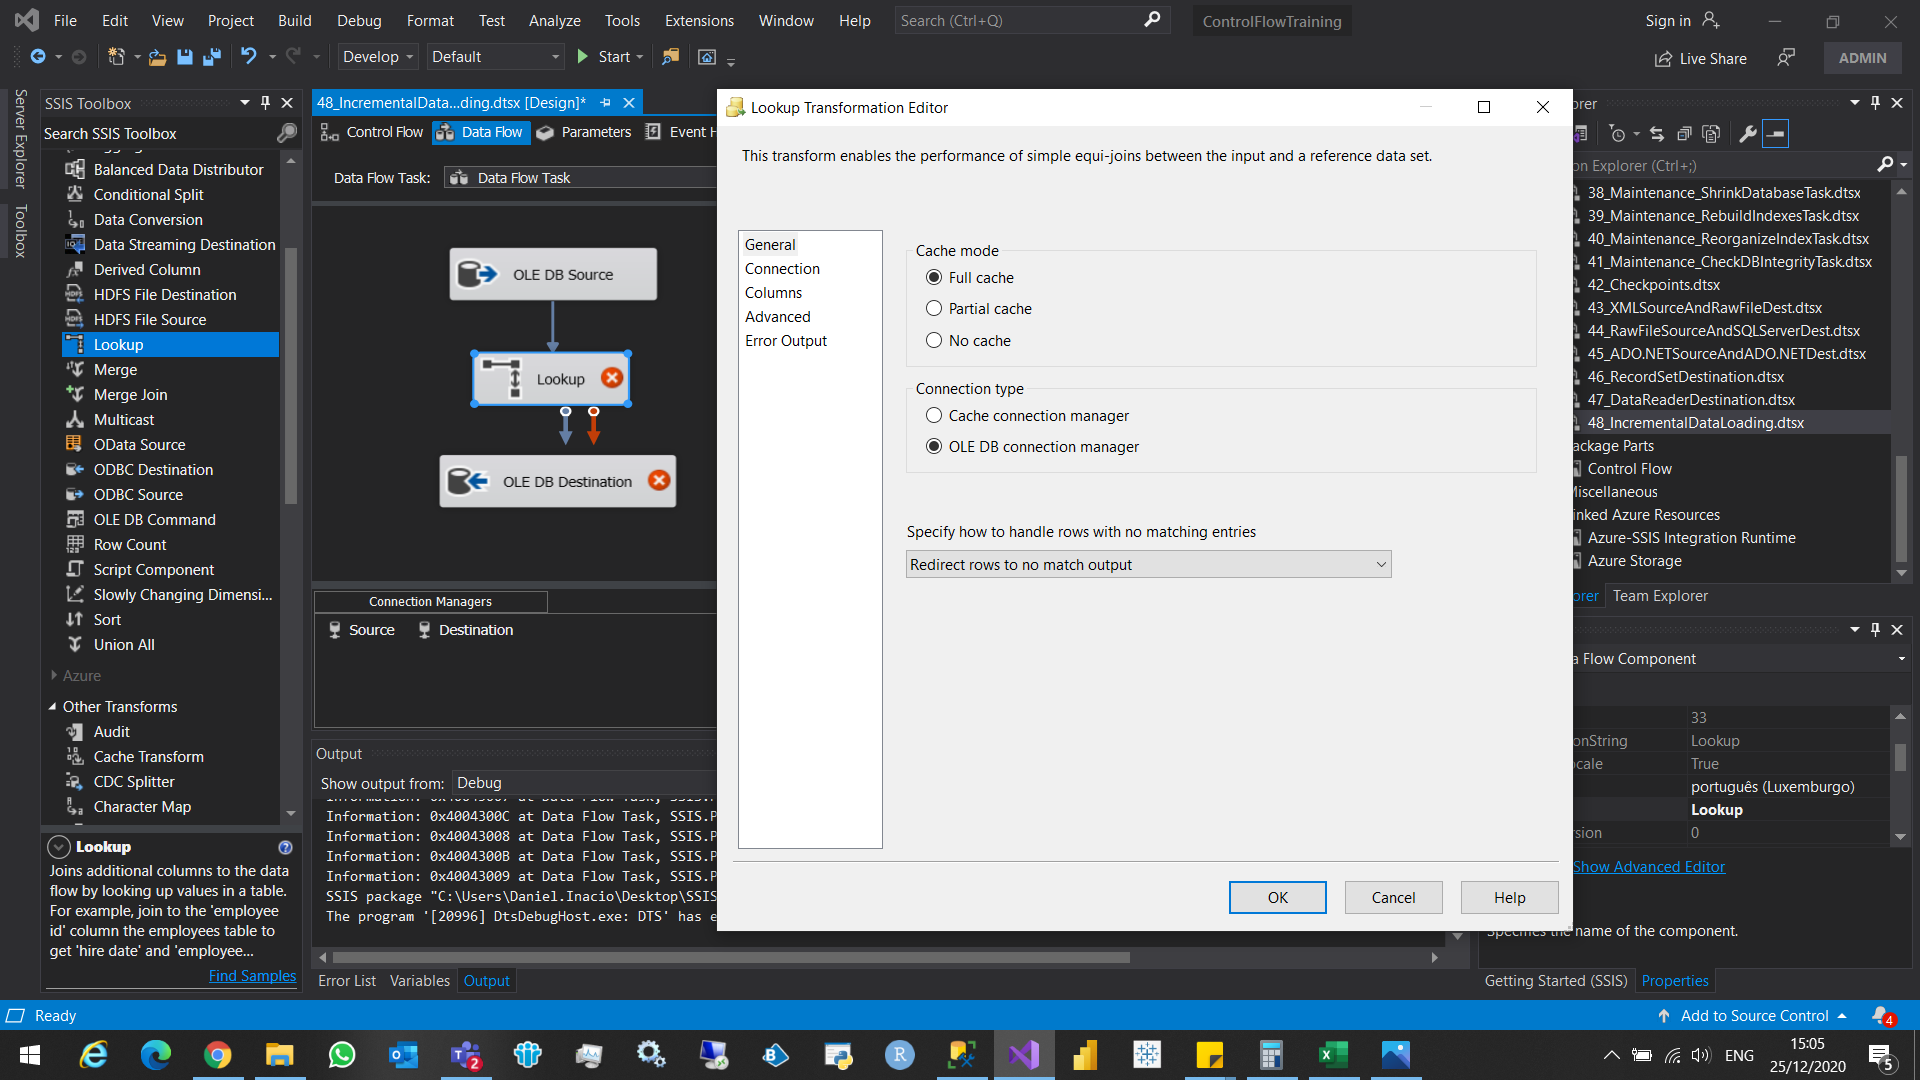 File Edit View Project Build Debug Format Test Analyze Tools Extensions Window Help Search (Ctrl+Q) ControlFlowTraining Sign in
Develop Default Start Live Share ADMIN
Server Explorer
Toolbox
SSIS Toolbox
Search SSIS Toolbox
Balanced Data Distributor
Conditional Split
Data Conversion
Data Streaming Destination
Derived Column
HDFS File Destination
HDFS File Source
Lookup
Merge
Merge Join
Multicast
OData Source
ODBC Destination
ODBC Source
OLE DB Command
Row Count
Script Component
Slowly Changing Dimensi...
Sort
Union All
Azure
Other Transforms
Audit
Cache Transform
CDC Splitter
Character Map
Lookup
Joins additional columns to the data
flow by looking up values in a table.
For example, join to the 'employee
id' column the employees table to
get 'hire date' and 'employee...
Find Samples
48_IncrementalData...ding.dtsx [Design]*
Control Flow Data Flow Parameters Event H
Data Flow Task: Data Flow Task
OLE DB Source
Lookup
OLE DB Destination
Connection Managers
Source Destination
Output
Show output from: Debug
Information: 0x4004300C at Data Flow Task, SSIS.P
Information: 0x40043008 at Data Flow Task, SSIS.P
Information: 0x4004300B at Data Flow Task, SSIS.P
Information: 0x40043009 at Data Flow Task, SSIS.P
SSIS package "C:\Users\Daniel.Inacio\Desktop\SSIS
The program '[20996] DtsDebugHost.exe: DTS' has e
Error List Variables Output
Lookup Transformation Editor
This transform enables the performance of simple equi-joins between the input and a reference data set.
General
Connection
Columns
Advanced
Error Output
Cache mode
Full cache
Partial cache
No cache
Connection type
Cache connection manager
OLE DB connection manager
Specify how to handle rows with no matching entries
Redirect rows to no match output
OK Cancel Help
orer
on Explorer (Ctrl+;)
38_Maintenance_ShrinkDatabaseTask.dtsx
39_Maintenance_RebuildIndexesTask.dtsx
40_Maintenance_ReorganizeIndexTask.dtsx
41_Maintenance_CheckDBIntegrityTask.dtsx
42_Checkpoints.dtsx
43_XMLSourceAndRawFileDest.dtsx
44_RawFileSourceAndSQLServerDest.dtsx
45_ADO.NETSourceAndADO.NETDest.dtsx
46_RecordSetDestination.dtsx
47_DataReaderDestination.dtsx
48_IncrementalDataLoading.dtsx
ackage Parts
Control Flow
iscellaneous
inked Azure Resources
Azure-SSIS Integration Runtime
Azure Storage
orer Team Explorer
a Flow Component
33
onString Lookup
ocale True
português (Luxemburgo)
Lookup
rsion 0
Show Advanced Editor
Specifies the name of the component.
Getting Started (SSIS) Properties
Ready Add to Source Control 4
2
ENG
15:05
25/12/2020
5